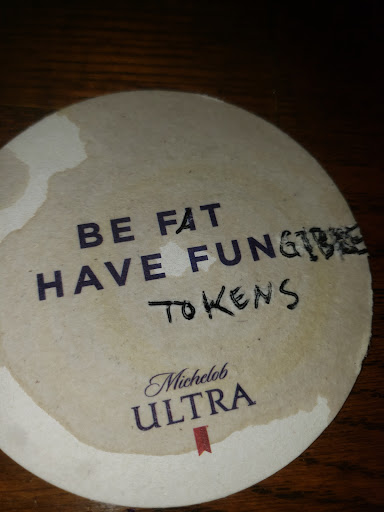 BE FAT
HAVE FUNGIBLE
TOKENS
Michelob
ULTRA